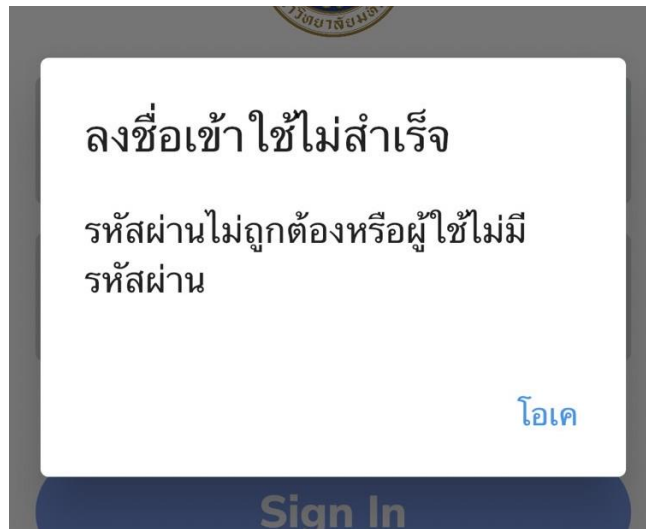 ลงชื่อเข้าใช้ไม่สำเร็จ
รหัสผ่านไม่ถูกต้องหรือผู้ใช้ไม่มี
รหัสผ่าน
โอเค
Sign In